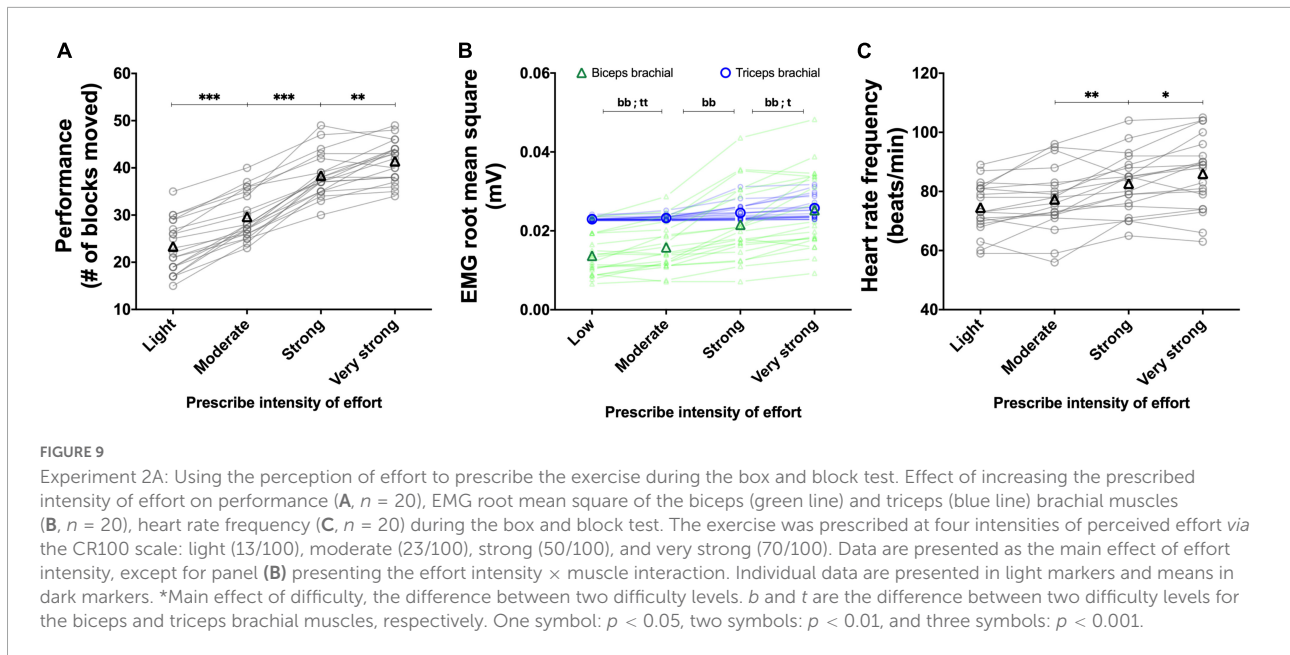 A
60
50
40
30
20
10
Performance
(# of blocks moved)
***
***
**
Light
Moderate
Strong
Very strong
Prescribe intensity of effort
B
0.06
0.04
0.02
0.00
EMG root mean square
(mV)
Biceps brachial
Triceps brachial
bb ; tt
bb
bb ; t
Low
Moderate
Strong
Very strong
Prescribe intensity of effort
C
120
100
80
60
40
Heart rate frequency
(beats/min)
**
*
Light
Moderate
Strong
Very strong
Prescribe intensity of effort
FIGURE 9
Experiment 2A: Using the perception of effort to prescribe the exercise during the box and block test. Effect of increasing the prescribed
intensity of effort on performance (A, n = 20), EMG root mean square of the biceps (green line) and triceps (blue line) brachial muscles
(B, n = 20), heart rate frequency (C, n = 20) during the box and block test. The exercise was prescribed at four intensities of perceived effort via
the CR100 scale: light (13/100), moderate (23/100), strong (50/100), and very strong (70/100). Data are presented as the main effect of effort
intensity, except for panel (B) presenting the effort intensity × muscle interaction. Individual data are presented in light markers and means in
dark markers. *Main effect of difficulty, the difference between two difficulty levels. b and t are the difference between two difficulty levels for
the biceps and triceps brachial muscles, respectively. One symbol: p < 0.05, two symbols: p < 0.01, and three symbols: p < 0.001.